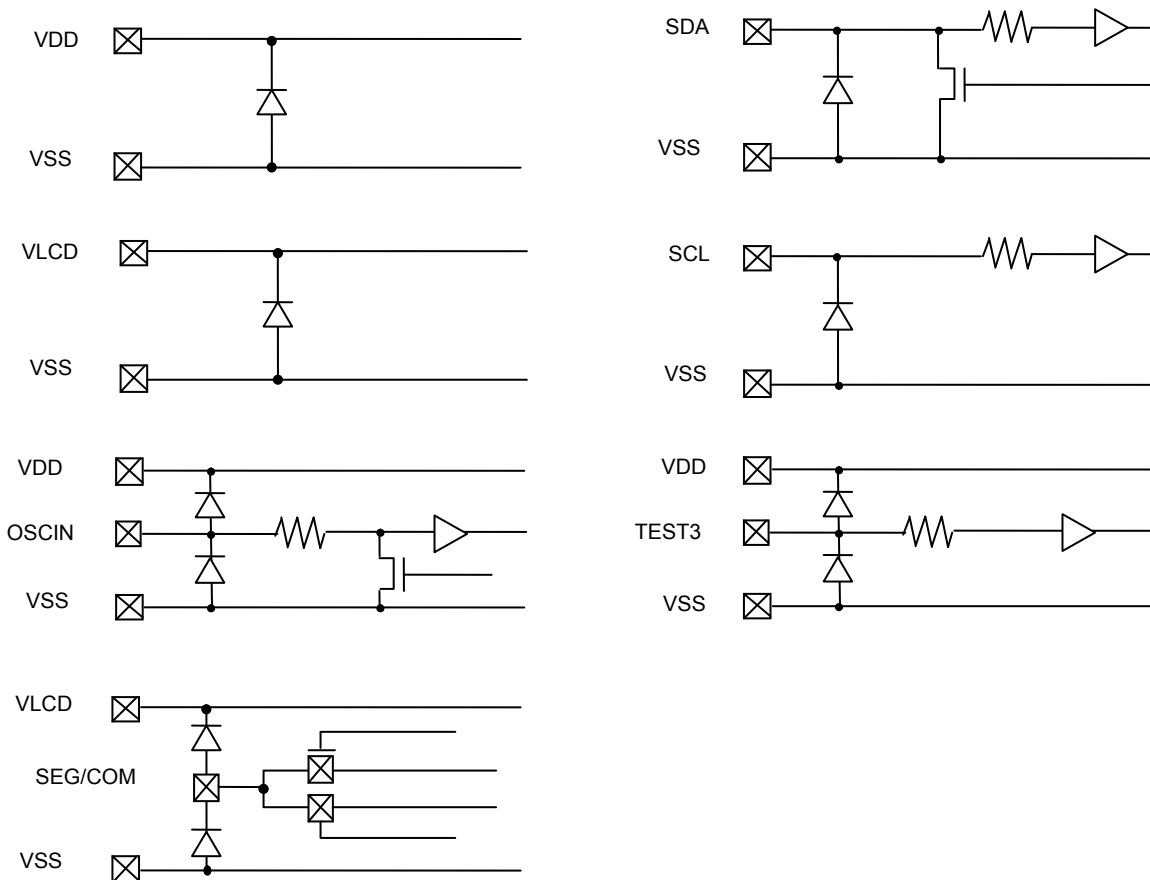 VDD
VSS
VLCD
VSS
VDD
OSCIN
VSS
VLCD
SEG/COM
VSS
SDA
VSS
SCL
VSS
VDD
TEST3
VSS